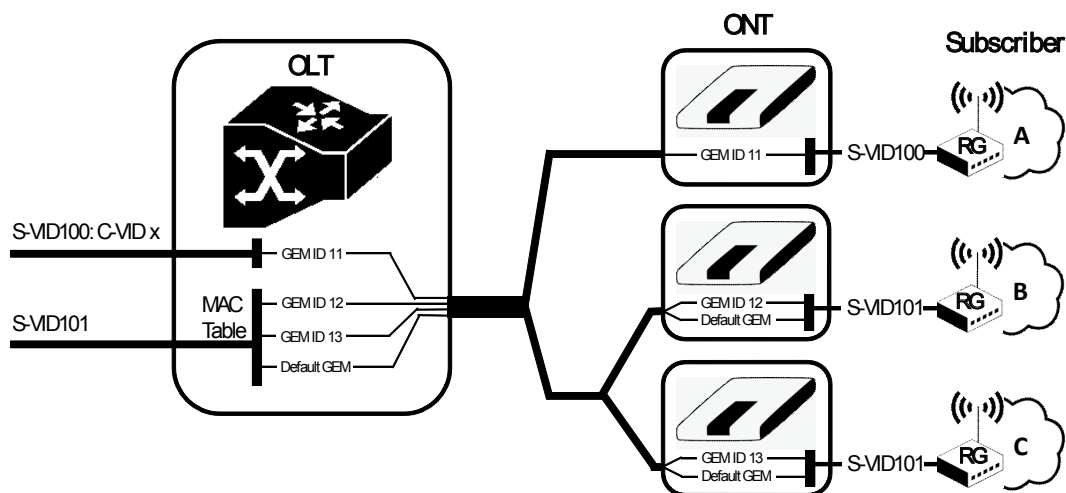 ONT
Subscriber
OLT
GEM ID 11
S-VID100
RG
A
S-VID100: C-VID x
GEM ID 11
MAC
Table
GEM ID 12
GEM ID 13
Default GEM
S-VID101
GEM ID 12
Default GEM
S-VID101
RG
B
GEM ID 13
Default GEM
S-VID101
RG
C